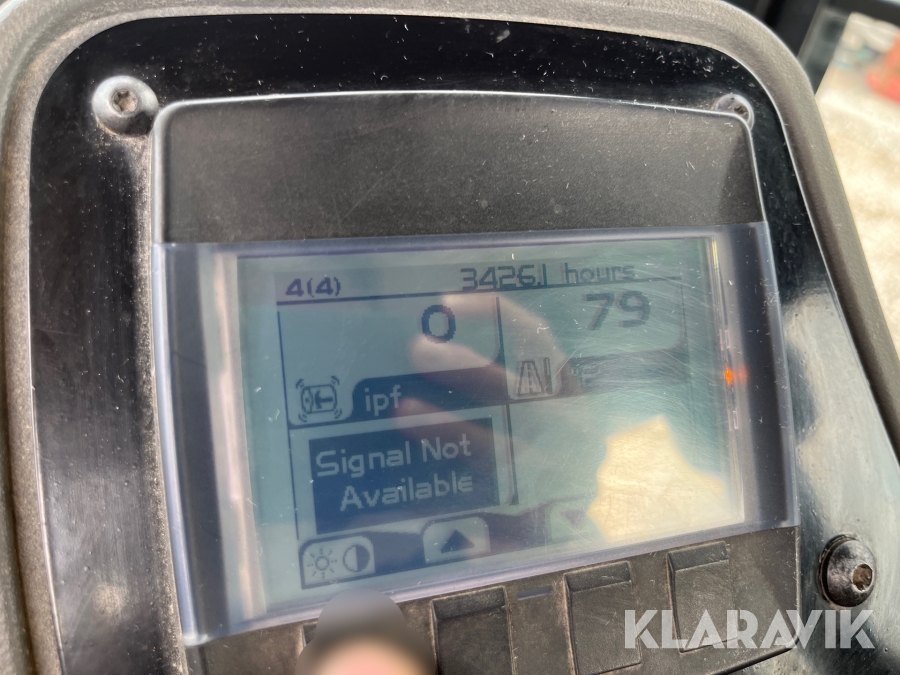 4(4) 3426.1 hours
0 79
ipf °F
Signal Not
Available
KLARAVIK